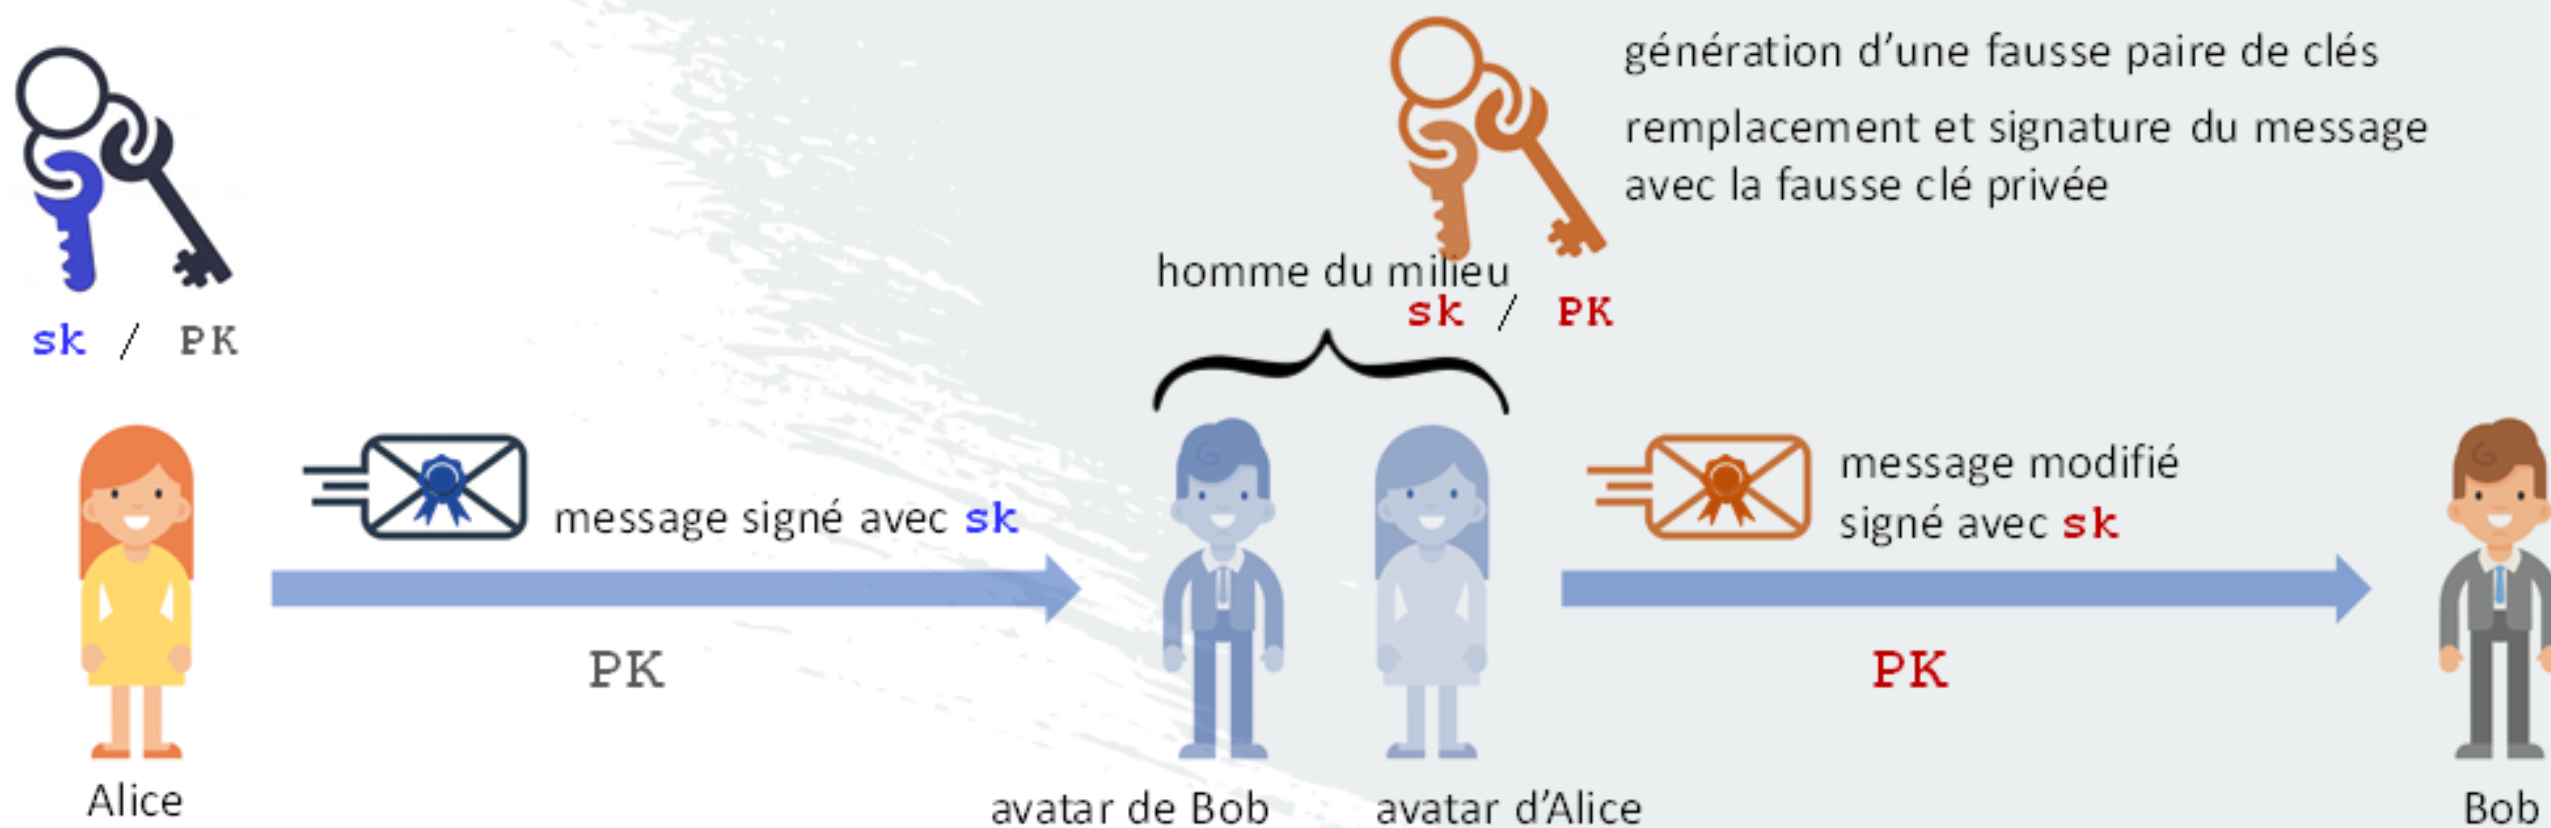 génération d'une fausse paire de clés
remplacement et signature du message
avec la fausse clé privée
homme du milieu
sk / PK
sk / PK
message signé avec sk
message modifié
signé avec sk
PK
PK
Alice
avatar de Bob
avatar d'Alice
Bob